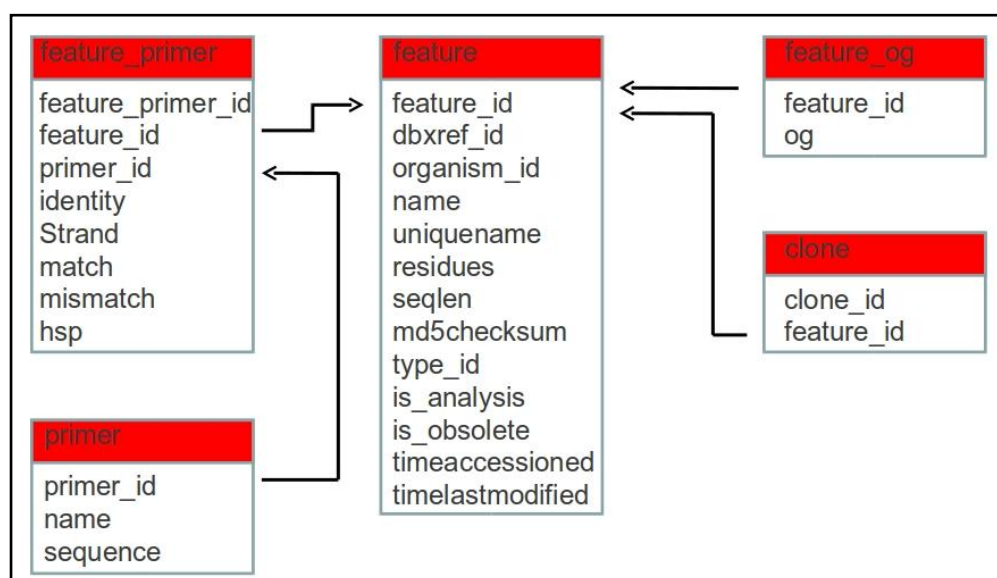 feature_primer
feature_primer_id
feature_id
primer_id
identity
Strand
match
mismatch
hsp
primer
primer_id
name
sequence
feature
feature_id
dbxref_id
organism_id
name
uniquename
residues
seqlen
md5checksum
type_id
is_analysis
is_obsolete
timeaccessioned
timelastmodified
feature_og
feature_id
og
clone
clone_id
feature_id